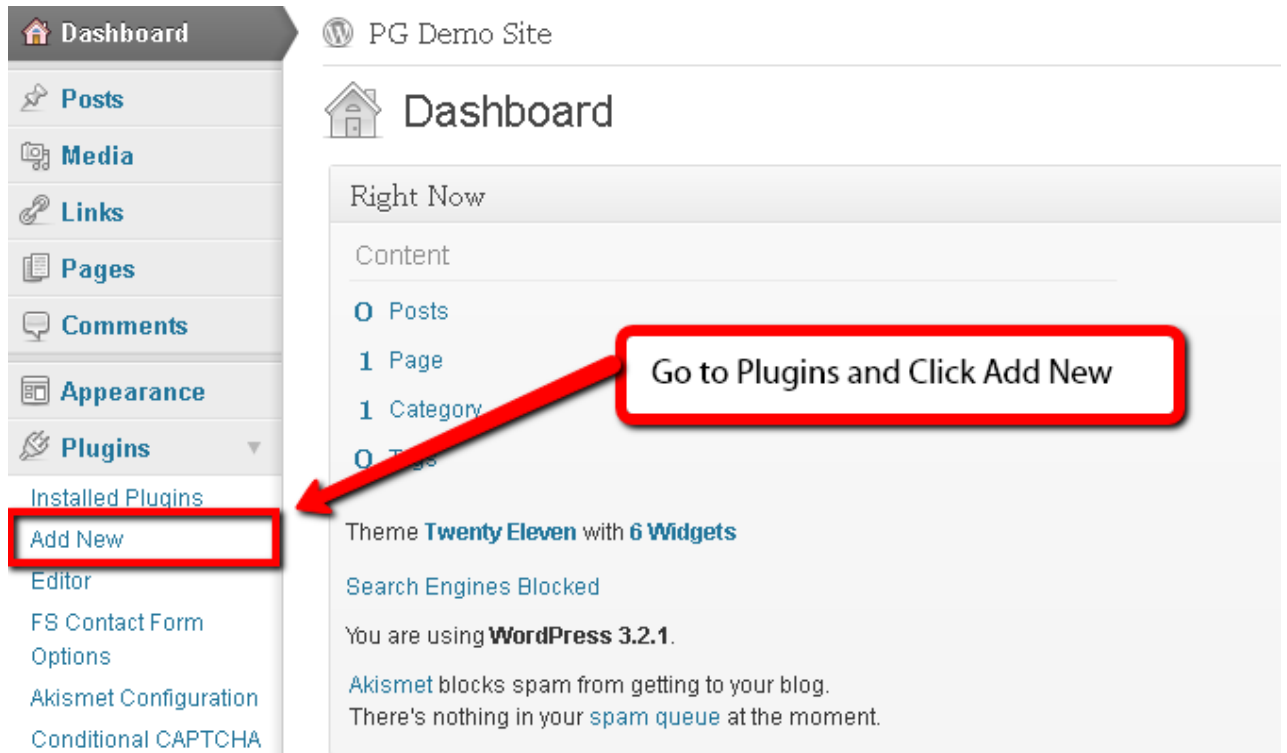 Dashboard
Posts
Media
Links
Pages
Comments
Appearance
Plugins
Installed Plugins
Add New
Editor
FS Contact Form
Options
Akismet Configuration
Conditional CAPTCHA
PG Demo Site
Dashboard
Right Now
Content
0 Posts
1 Page
1 Category
0 Tags
Go to Plugins and Click Add New
Theme Twenty Eleven with 6 Widgets
Search Engines Blocked
You are using WordPress 3.2.1.
Akismet blocks spam from getting to your blog.
There's nothing in your spam queue at the moment.